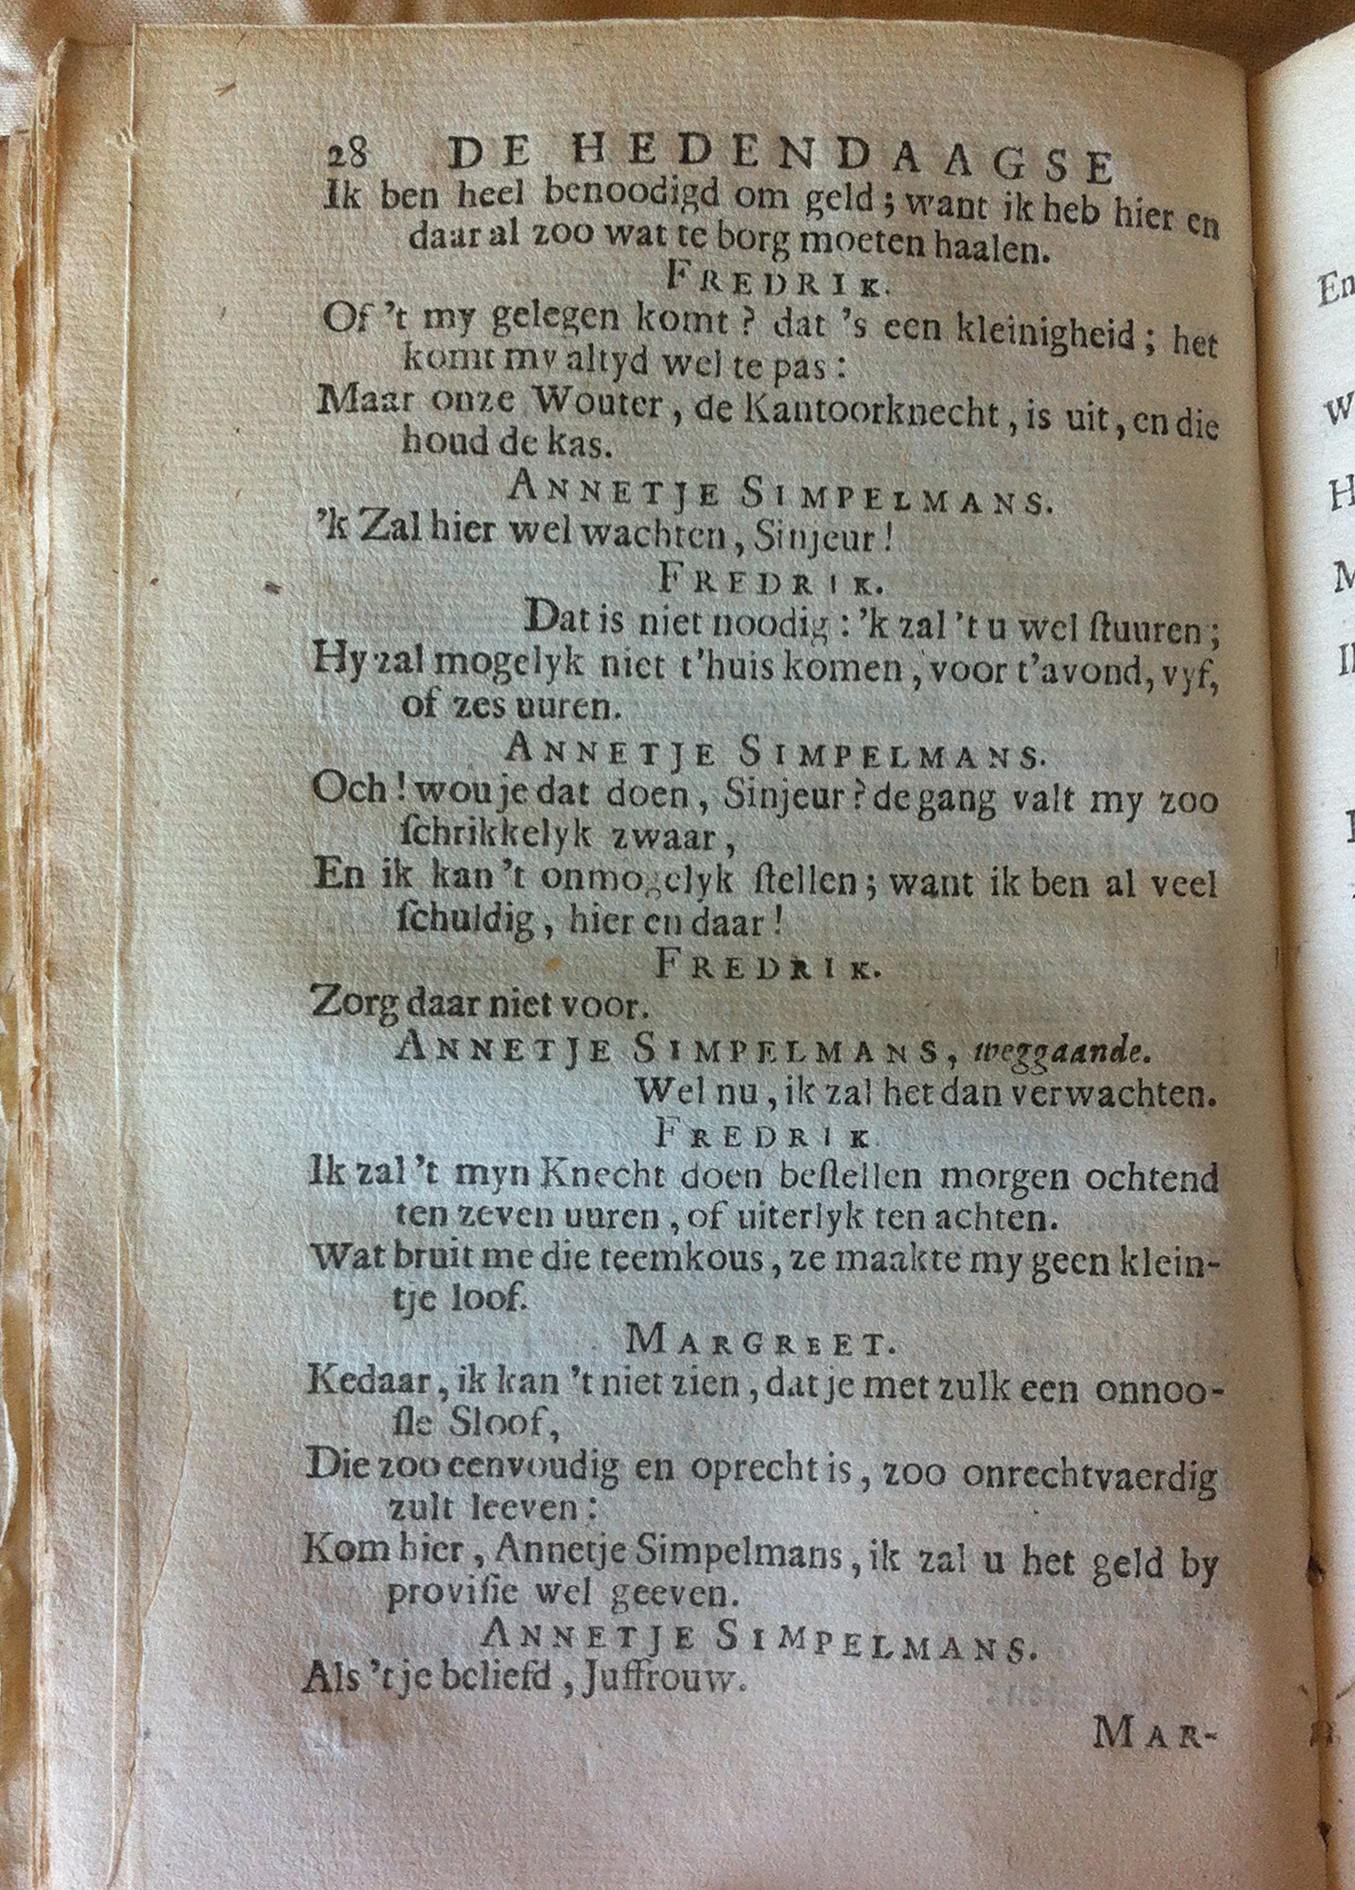 28 DE HEDENDAAGSE
Ik ben heel benoodigd om geld; want ik heb hier en
daar al zoo wat te borg moeten haalen.
FREDRIK.
Of 't my gelegen komt? dat 's een kleinigheid; het
komt my altyd wel te pas:
Maar onze Wouter, de Kantoorknecht, is uit, en die
houd de kas.
ANNETJE SIMPELMANS.
'k Zal hier wel wachten, Sinjeur!
FREDRIK.
Dat is niet noodig: 'k zal 't u wel ſtuuren;
Hy zal mogelyk niet t'huis komen, voor t'avond, vyf,
of zes uuren.
ANNETJE SIMPELMANS.
Och! wou je dat doen, Sinjeur? de gang valt my zoo
ſchrikkelyk zwaar,
En ik kan 't onmogelyk ſtellen; want ik ben al veel
ſchuldig, hier en daar!
FREDRIK.
Zorg daar niet voor.
ANNETJE SIMPELMANS, weggaande.
Wel nu, ik zal het dan verwachten.
FREDRIK
Ik zal 't myn Knecht doen beſtellen morgen ochtend
ten zeven uuren, of uiterlyk ten achten.
Wat bruit me die teemkous, ze maakte my geen klein-
tje loof.
MARGREET.
Kedaar, ik kan 't niet zien, dat je met zulk een onnoo-
ſle Sloof,
Die zoo eenvoudig en oprecht is, zoo onrechtvaerdig
zult leeven:
Kom hier, Annetje Simpelmans, ik zal u het geld by
proviſie wel geeven.
ANNETJE SIMPELMANS.
Als 't je beliefd, Juffrouw.
MAR-
En
W
H
M